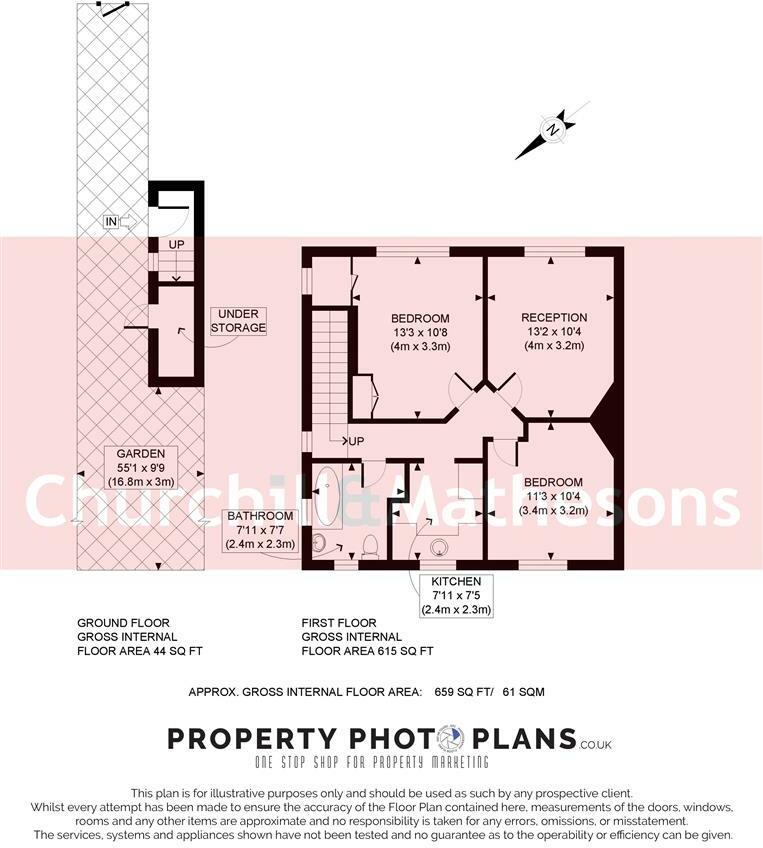 N
IN
UP
UNDER
STORAGE
BEDROOM
13'3 x 10'8
(4m x 3.3m)
RECEPTION
13'2 x 10'4
(4m x 3.2m)
UP
GARDEN
55'1 x 9'9
(16.8m x 3m)
BEDROOM
11'3 x 10'4
(3.4m x 3.2m)
Churchill&Mathesons
BATHROOM
7'11 x 7'7
(2.4m x 2.3m)
KITCHEN
7'11 x 7'5
(2.4m x 2.3m)
GROUND FLOOR
GROSS INTERNAL
FLOOR AREA 44 SQ FT
FIRST FLOOR
GROSS INTERNAL
FLOOR AREA 615 SQ FT
APPROX. GROSS INTERNAL FLOOR AREA: 659 SQ FT/ 61 SQM
PROPERTY PHOTO PLANS.CO.UK
ONE STOP SHOP FOR PROPERTY MARKETING
This plan is for illustrative purposes only and should be used as such by any prospective client.
Whilst every attempt has been made to ensure the accuracy of the Floor Plan contained here, measurements of the doors, windows,
rooms and any other items are approximate and no responsibility is taken for any errors, omissions, or misstatement.
The services, systems and appliances shown have not been tested and no guarantee as to the operability or efficiency can be given.